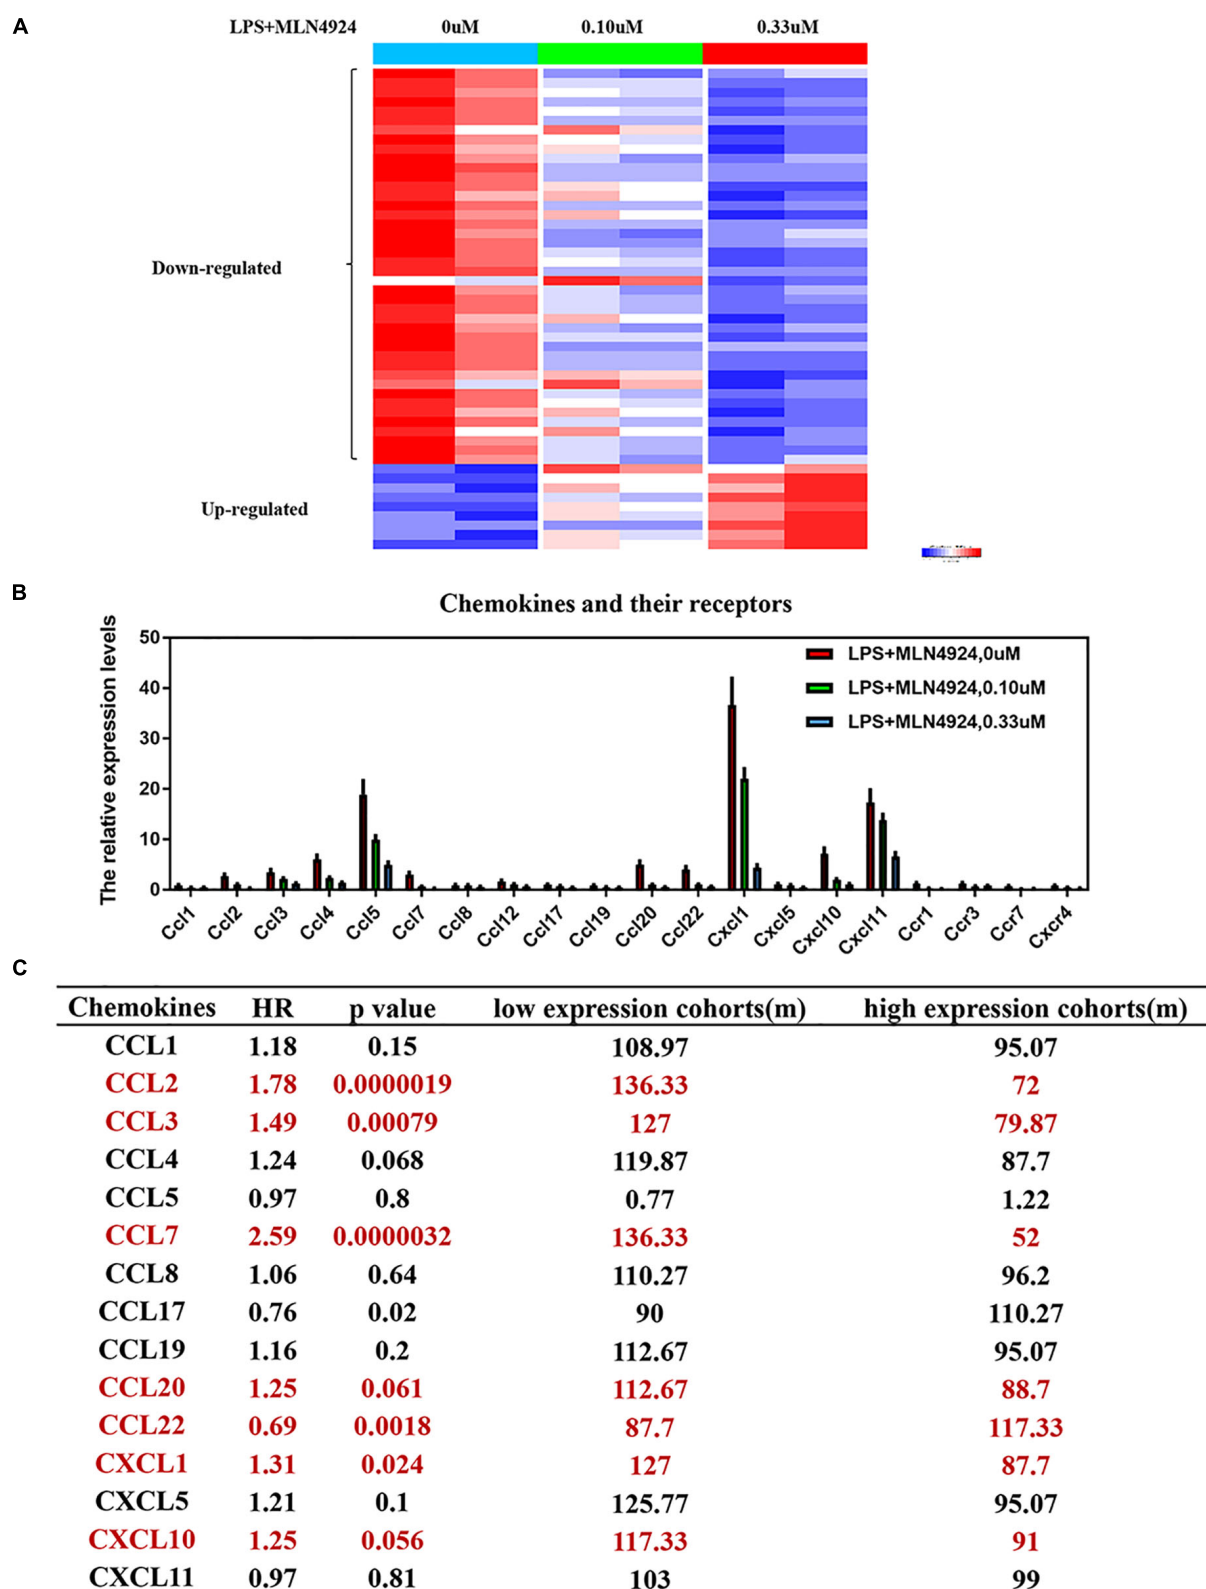 A
LPS+MLN4924 0uM 0.10uM 0.33uM
Down-regulated
Up-regulated
B
Chemokines and their receptors
The relative expression levels
50
40
30
20
10
0
LPS+MLN4924,0uM
LPS+MLN4924,0.10uM
LPS+MLN4924,0.33uM
Ccl1 Ccl2 Ccl3 Ccl4 Ccl5 Ccl7 Ccl8 Ccl12 Ccl17 Ccl19 Ccl20 Ccl22 Cxcl1 Cxcl5 Cxcl10 Cxcl11 Ccr1 Ccr3 Ccr7 Cxcr4
C
Chemokines HR p value low expression cohorts(m) high expression cohorts(m)
CCL1 1.18 0.15 108.97 95.07
CCL2 1.78 0.0000019 136.33 72
CCL3 1.49 0.00079 127 79.87
CCL4 1.24 0.068 119.87 87.7
CCL5 0.97 0.8 0.77 1.22
CCL7 2.59 0.0000032 136.33 52
CCL8 1.06 0.64 110.27 96.2
CCL17 0.76 0.02 90 110.27
CCL19 1.16 0.2 112.67 95.07
CCL20 1.25 0.061 112.67 88.7
CCL22 0.69 0.0018 87.7 117.33
CXCL1 1.31 0.024 127 87.7
CXCL5 1.21 0.1 125.77 95.07
CXCL10 1.25 0.056 117.33 91
CXCL11 0.97 0.81 103 99